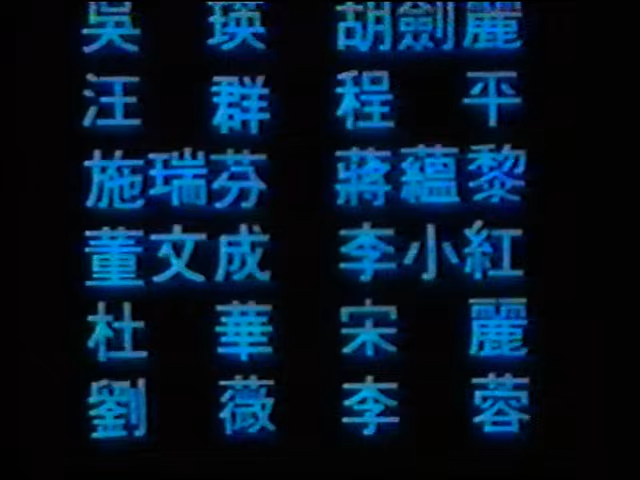 吳瑛 胡劍麗
汪群 程平
施瑞芬 蔣蘊黎
董文成 李小紅
杜華 宋麗
劉薇 李蓉